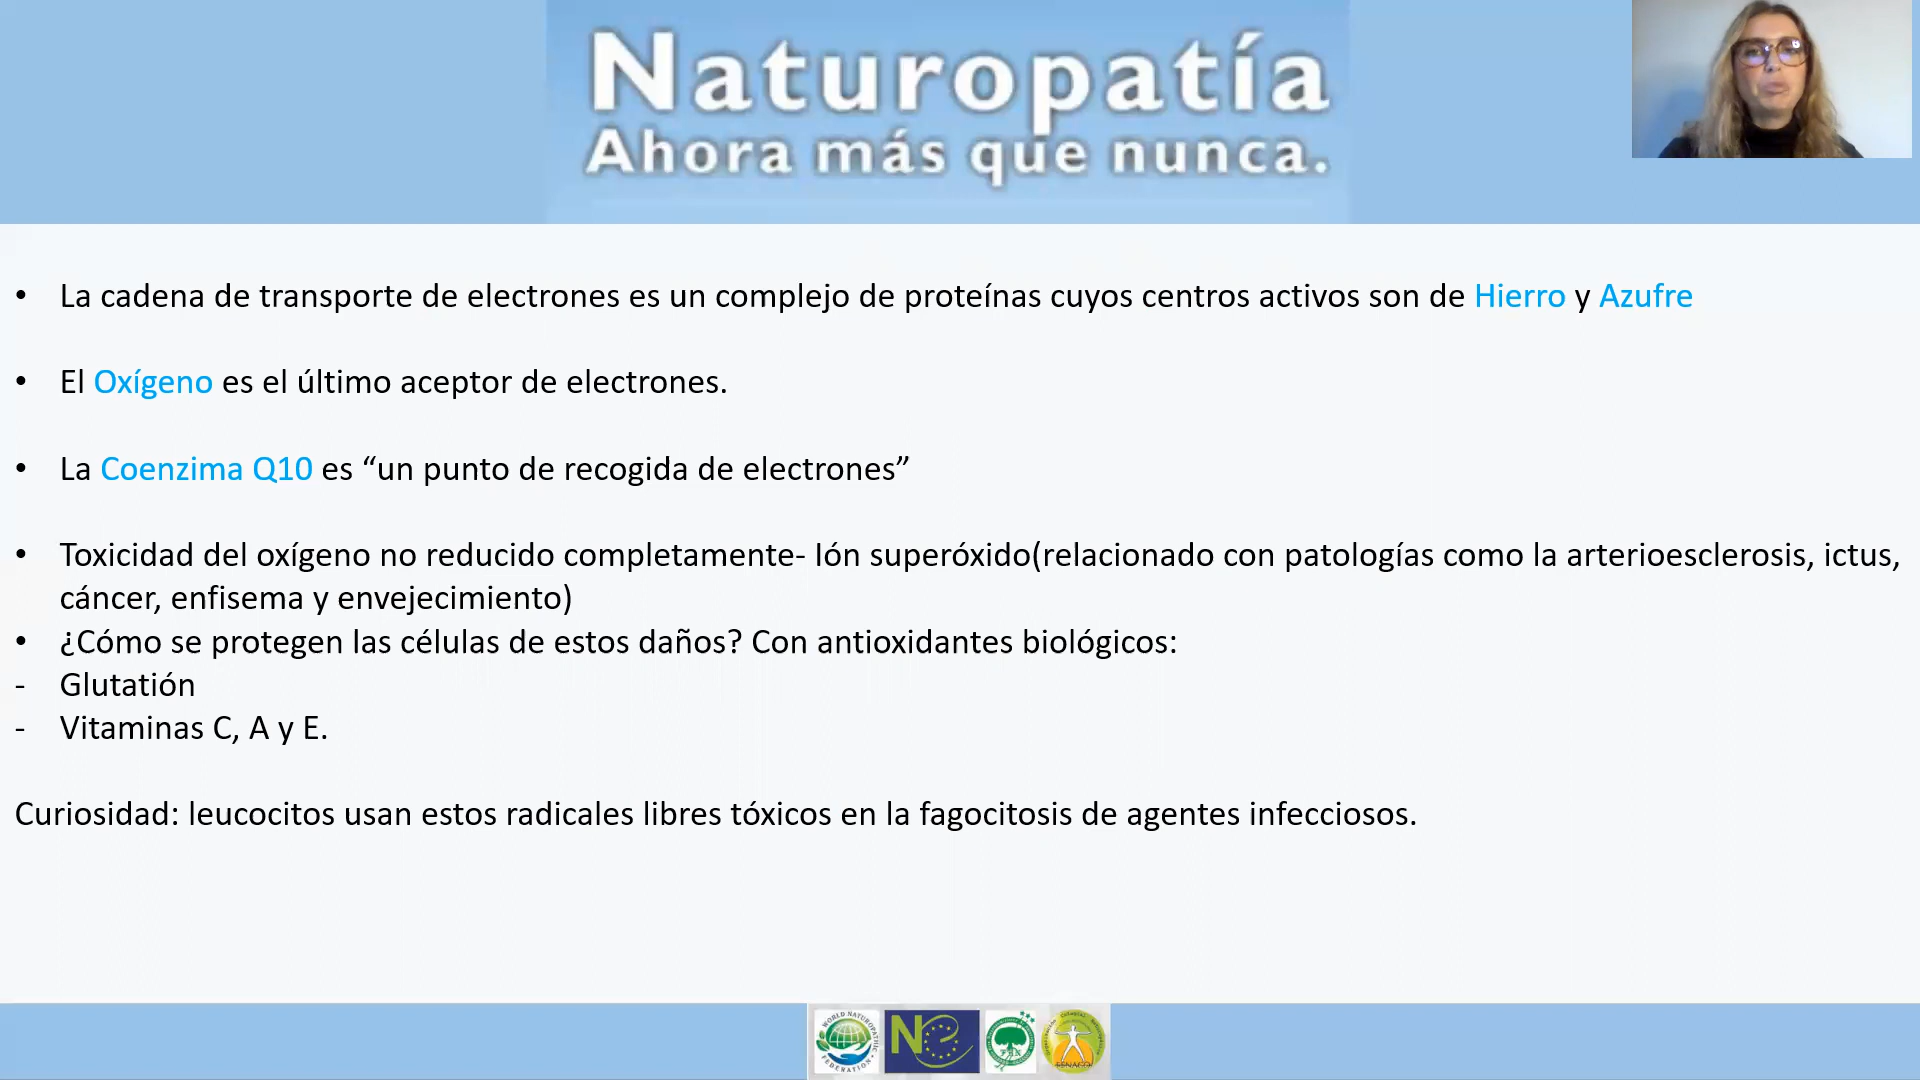 Naturopatía
Ahora más que nunca.
• La cadena de transporte de electrones es un complejo de proteínas cuyos centros activos son de Hierro y Azufre
• El Oxígeno es el último aceptor de electrones.
• La Coenzima Q10 es “un punto de recogida de electrones”
• Toxicidad del oxígeno no reducido completamente- Ión superóxido(relacionado con patologías como la arterioesclerosis, ictus,
cáncer, enfisema y envejecimiento)
• ¿Cómo se protegen las células de estos daños? Con antioxidantes biológicos:
- Glutatión
- Vitaminas C, A y E.
Curiosidad: leucocitos usan estos radicales libres tóxicos en la fagocitosis de agentes infecciosos.
WORLD NATUROPATHIC FEDERATION
Ne